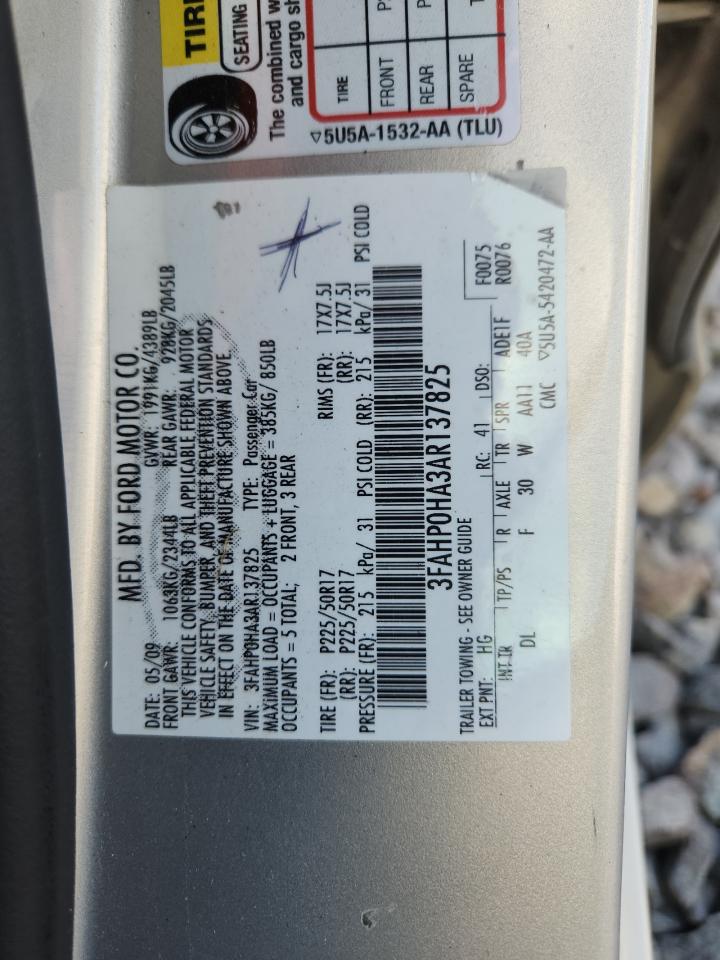 TIRE
SEATING
The combined w
and cargo sh
TIRE
FRONT P
REAR P
SPARE T
▽5U5A-1532-AA (TLU)
MFD. BY FORD MOTOR CO.
DATE: 05/09 GVWR: 1991KG/4389LB
FRONT GAWR: 1063KG/2344LB REAR GAWR: 928KG/2045LB
THIS VEHICLE CONFORMS TO ALL APPLICABLE FEDERAL MOTOR
VEHICLE SAFETY, BUMPER, AND THEFT PREVENTION STANDARDS
IN EFFECT ON THE DATE OF MANUFACTURE SHOWN ABOVE.
VIN: 3FAHP0HA3AR137825 TYPE: Passenger Car
MAXIMUM LOAD = OCCUPANTS + LUGGAGE = 385KG/ 850LB
OCCUPANTS = 5 TOTAL; 2 FRONT, 3 REAR
TIRE (FR): P225/50R17 RIMS (FR): 17X7.5J
(RR): P225/50R17 (RR): 17X7.5J
PRESSURE (FR): 215 kPa/ 31 PSI COLD (RR): 215 kPa/ 31 PSI COLD
3FAHP0HA3AR137825
TRAILER TOWING - SEE OWNER GUIDE F0075
EXT PNT: HG RC: 41 DSO: R0076
INT TR TP/PS R AXLE TR SPR ADE1F
DL F 30 W AA11 40A
CMC ▽5U5A-5420472-AA